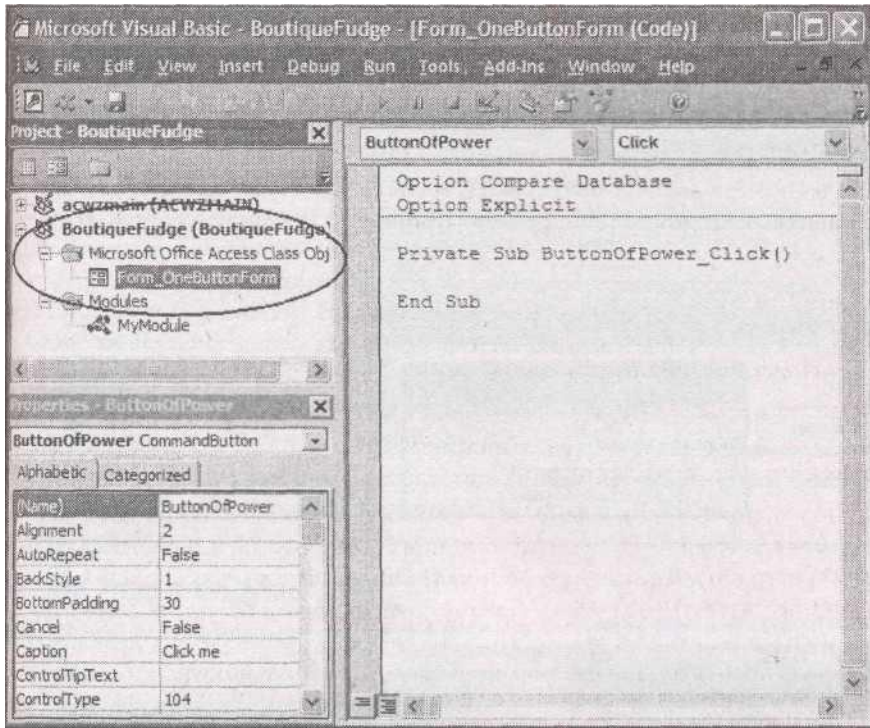 Microsoft Visual Basic - BoutiqueFudge - [Form_OneButtonForm (Code)]
File Edit View Insert Debug Run Tools Add-Ins Window Help
Project - BoutiqueFudge
acwzmain (ACWZMAIN)
BoutiqueFudge (BoutiqueFudge)
Microsoft Office Access Class Obj
Form_OneButtonForm
Modules
MyModule
Properties - ButtonOfPower
ButtonOfPower CommandButton
Alphabetic Categorized
(Name) ButtonOfPower
Alignment 2
AutoRepeat False
BackStyle 1
BottomPadding 30
Cancel False
Caption Click me
ControlTipText
ControlType 104
ButtonOfPower Click
Option Compare Database
Option Explicit
Private Sub ButtonOfPower_Click()
End Sub